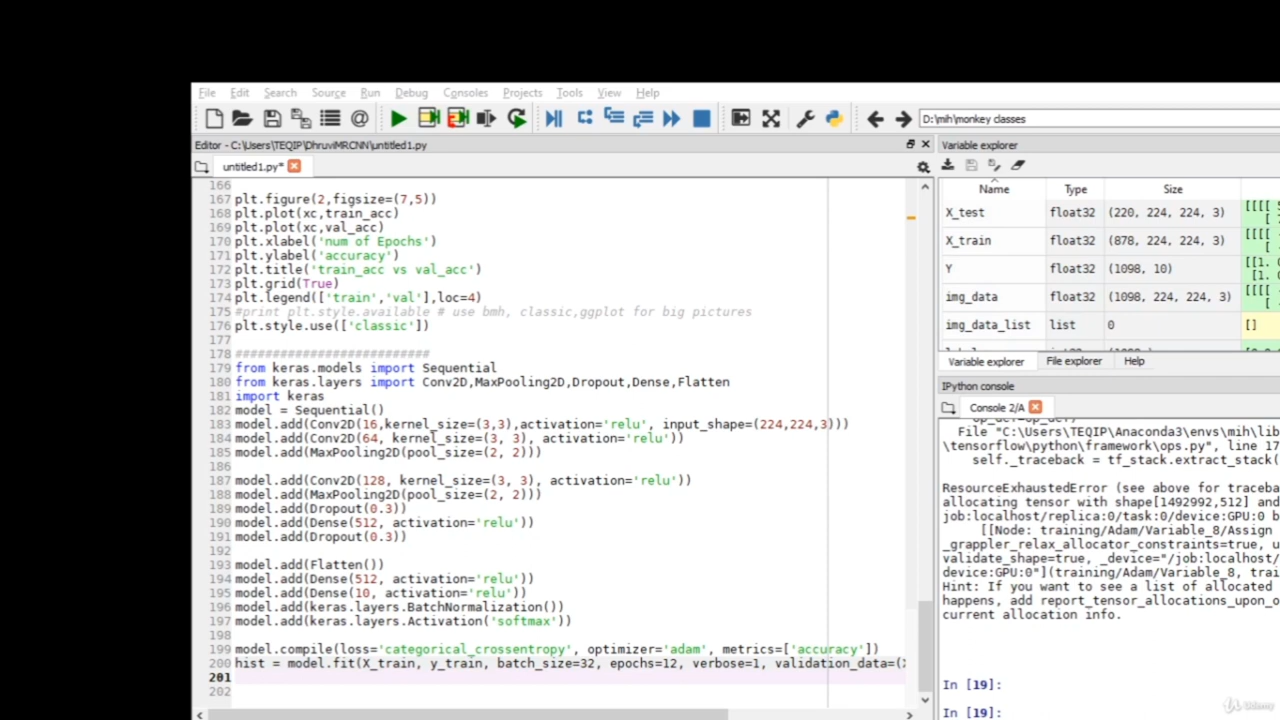 File Edit Search Source Run Debug Consoles Projects Tools View Help
D:\mih\monkey classes
Editor - C:\Users\TEQIP\DhruviMRCNN\untitled1.py
untitled1.py*
166
167 plt.figure(2,figsize=(7,5))
168 plt.plot(xc,train_acc)
169 plt.plot(xc,val_acc)
170 plt.xlabel('num of Epochs')
171 plt.ylabel('accuracy')
172 plt.title('train_acc vs val_acc')
173 plt.grid(True)
174 plt.legend(['train','val'],loc=4)
175 #print plt.style.available # use bmh, classic,ggplot for big pictures
176 plt.style.use(['classic'])
177
178 ###########################
179 from keras.models import Sequential
180 from keras.layers import Conv2D,MaxPooling2D,Dropout,Dense,Flatten
181 import keras
182 model = Sequential()
183 model.add(Conv2D(16,kernel_size=(3,3),activation='relu', input_shape=(224,224,3)))
184 model.add(Conv2D(64, kernel_size=(3, 3), activation='relu'))
185 model.add(MaxPooling2D(pool_size=(2, 2)))
186
187 model.add(Conv2D(128, kernel_size=(3, 3), activation='relu'))
188 model.add(MaxPooling2D(pool_size=(2, 2)))
189 model.add(Dropout(0.3))
190 model.add(Dense(512, activation='relu'))
191 model.add(Dropout(0.3))
192
193 model.add(Flatten())
194 model.add(Dense(512, activation='relu'))
195 model.add(Dense(10, activation='relu'))
196 model.add(keras.layers.BatchNormalization())
197 model.add(keras.layers.Activation('softmax'))
198
199 model.compile(loss='categorical_crossentropy', optimizer='adam', metrics=['accuracy'])
200 hist = model.fit(X_train, y_train, batch_size=32, epochs=12, verbose=1, validation_data=(
201
202
Variable explorer
Name Type Size
X_test float32 (220, 224, 224, 3)
X_train float32 (878, 224, 224, 3)
Y float32 (1098, 10) [[1. [1.
img_data float32 (1098, 224, 224, 3)
img_data_list list 0 []
Variable explorer File explorer Help
IPython console
Console 2/A
File "C:\Users\TEQIP\Anaconda3\envs\mih\lib
\tensorflow\python\framework\ops.py", line 17
self._traceback = tf_stack.extract_stack(
ResourceExhaustedError (see above for traceba
allocating tensor with shape[1492992,512] and
job:localhost/replica:0/task:0/device:GPU:0 b
[[Node: training/Adam/Variable_8/Assign
_grappler_relax_allocator_constraints=true, u
validate_shape=true, _device="/job:localhost/
device:GPU:0"](training/Adam/Variable_8, trai
Hint: If you want to see a list of allocated
happens, add report_tensor_allocations_upon_o
current allocation info.
In [19]:
In [19]:
Udemy